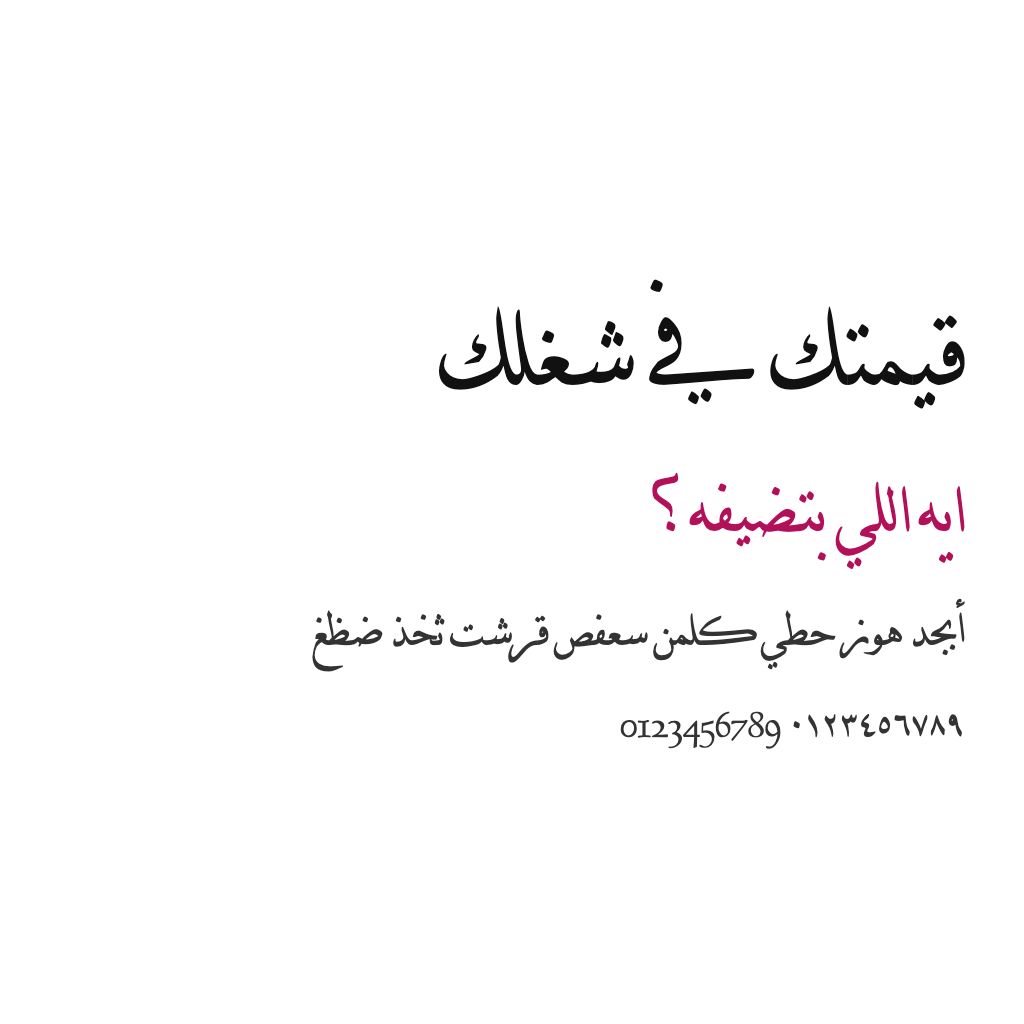 قيمتك في شغلك
ايه اللي بتضيفه ؟
أبجد هوز حطي كلمن سعفص قرشت ثخذ ضظغ
0123456789 ٠١٢٣٤٥٦٧٨٩